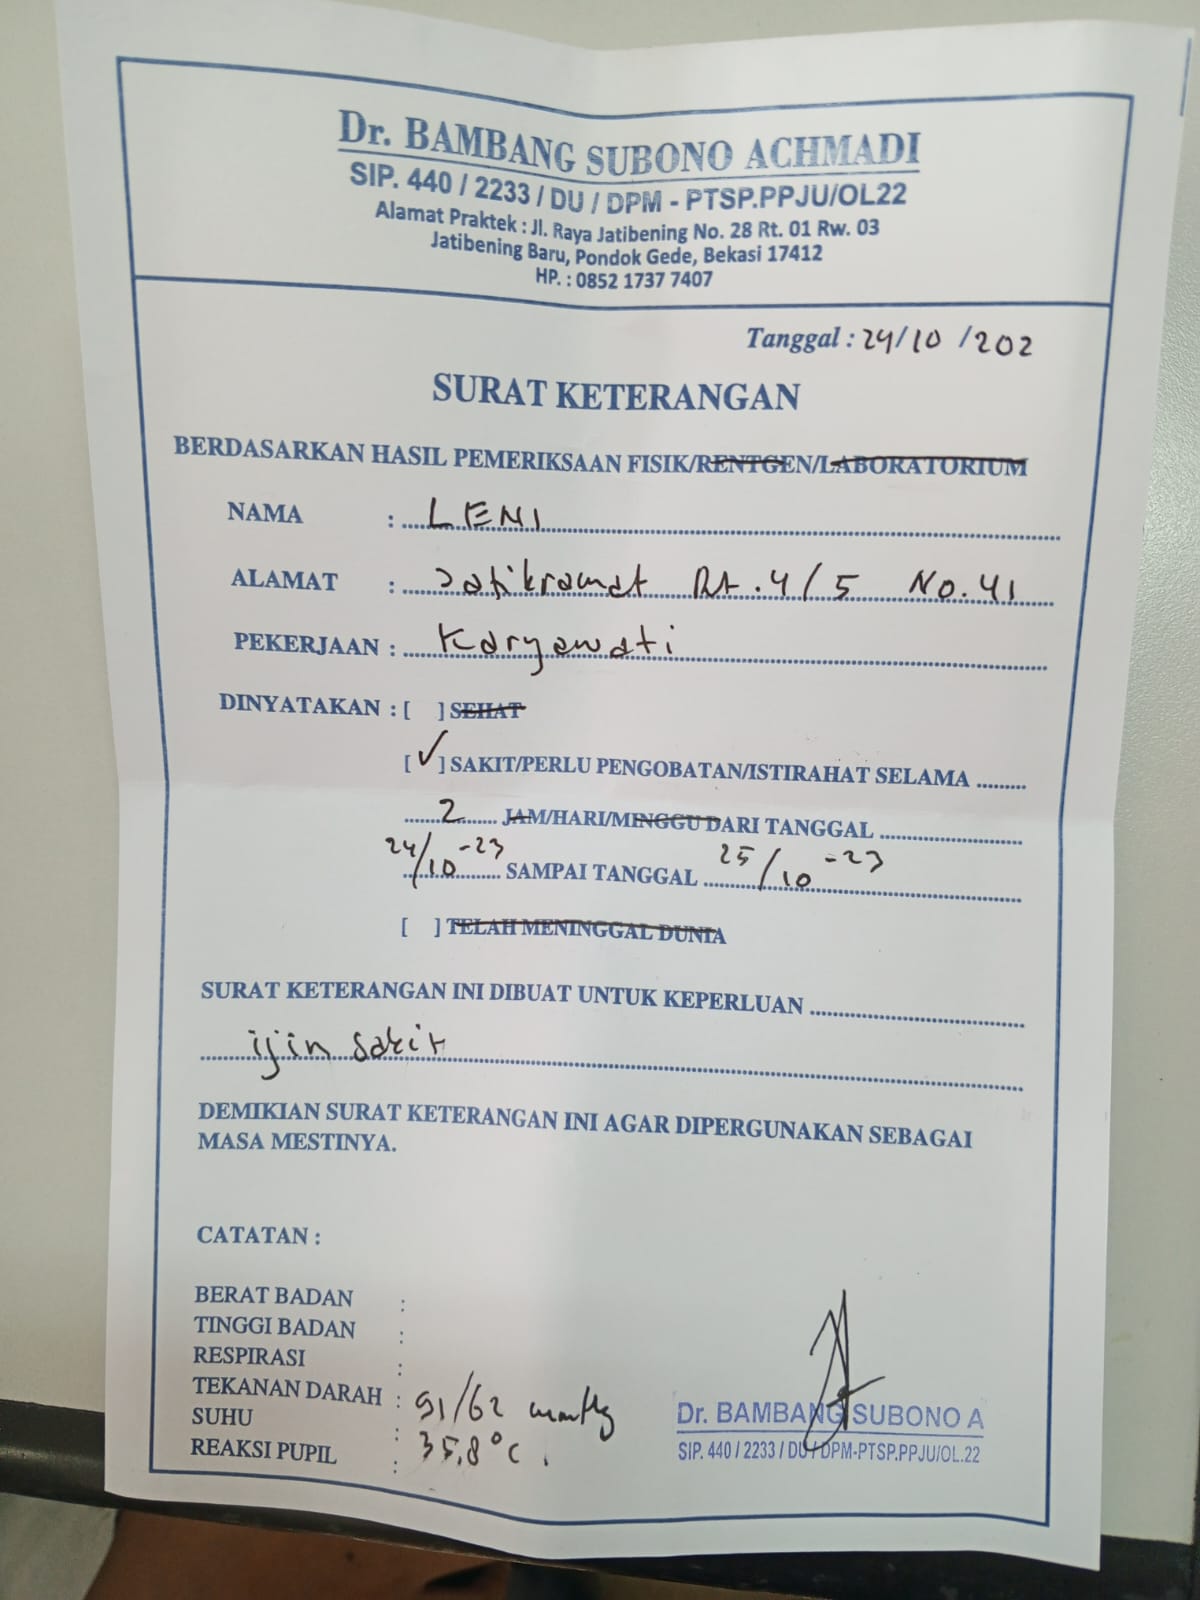 Dr. BAMBANG SUBONO ACHMADI
SIP. 440 / 2233 / DU / DPM - PTSP.PPJU/OL22
Alamat Praktek : Jl. Raya Jatibening No. 28 Rt. 01 Rw. 03
Jatibening Baru, Pondok Gede, Bekasi 17412
HP. : 0852 1737 7407
Tanggal : 24/10 /202
SURAT KETERANGAN
BERDASARKAN HASIL PEMERIKSAAN FISIK/RENTGEN/LABORATORIUM
NAMA : LENI
ALAMAT : Jatikramat Rt. 4/5 No. 41
PEKERJAAN : Karyawati
DINYATAKAN : [ ] SEHAT
[✓] SAKIT/PERLU PENGOBATAN/ISTIRAHAT SELAMA ........
2 JAM/HARI/MINGGU DARI TANGGAL ........
24/10 -23 SAMPAI TANGGAL 25/10 -23
[ ] TELAH MENINGGAL DUNIA
SURAT KETERANGAN INI DIBUAT UNTUK KEPERLUAN ........
ijin sakit
DEMIKIAN SURAT KETERANGAN INI AGAR DIPERGUNAKAN SEBAGAI
MASA MESTINYA.
CATATAN :
BERAT BADAN :
TINGGI BADAN :
RESPIRASI :
TEKANAN DARAH : 91/62 mmHg
SUHU : 35,8°C.
REAKSI PUPIL :
Dr. BAMBANG SUBONO A
SIP. 440 / 2233 / DU / DPM-PTSP.PPJU/OL.22